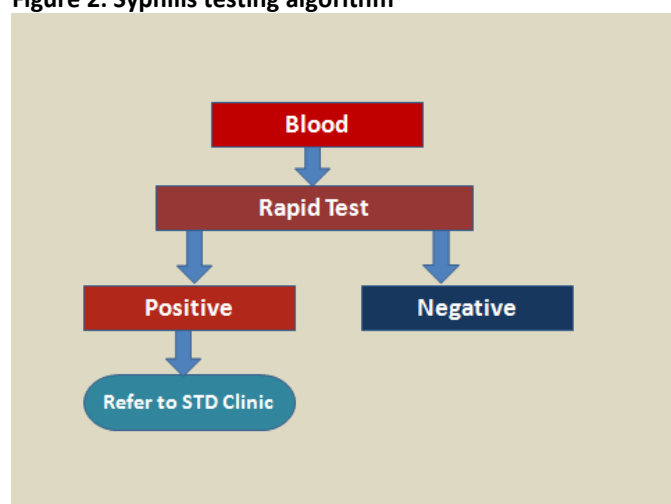 Figure 2. Syphilis testing algorithm
Blood
Rapid Test
Positive
Negative
Refer to STD Clinic